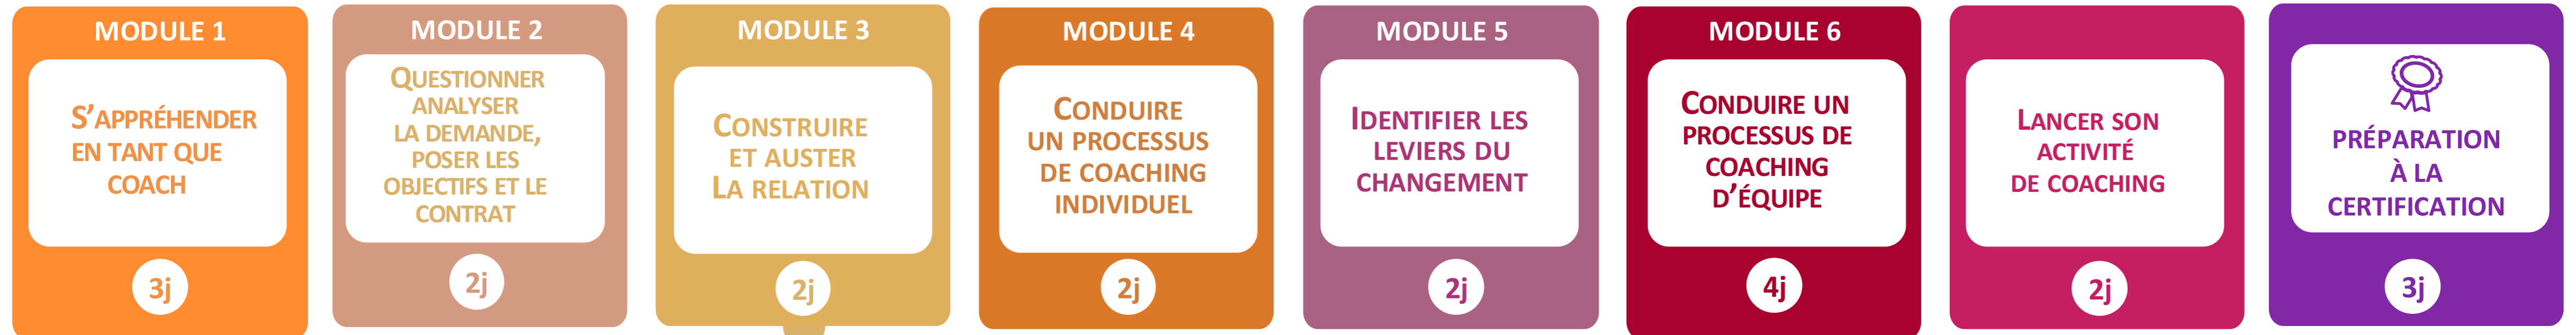 MODULE 1
S'APPRÉHENDER
EN TANT QUE
COACH
3j
MODULE 2
QUESTIONNER
ANALYSER
LA DEMANDE,
POSER LES
OBJECTIFS ET LE
CONTRAT
2j
MODULE 3
CONSTRUIRE
ET AUSTER
LA RELATION
2j
MODULE 4
CONDUIRE
UN PROCESSUS
DE COACHING
INDIVIDUEL
2j
MODULE 5
IDENTIFIER LES
LEVIERS DU
CHANGEMENT
2j
MODULE 6
CONDUIRE UN
PROCESSUS DE
COACHING
D'ÉQUIPE
4j
LANCER SON
ACTIVITÉ
DE COACHING
2j
PRÉPARATION
À LA
CERTIFICATION
3j